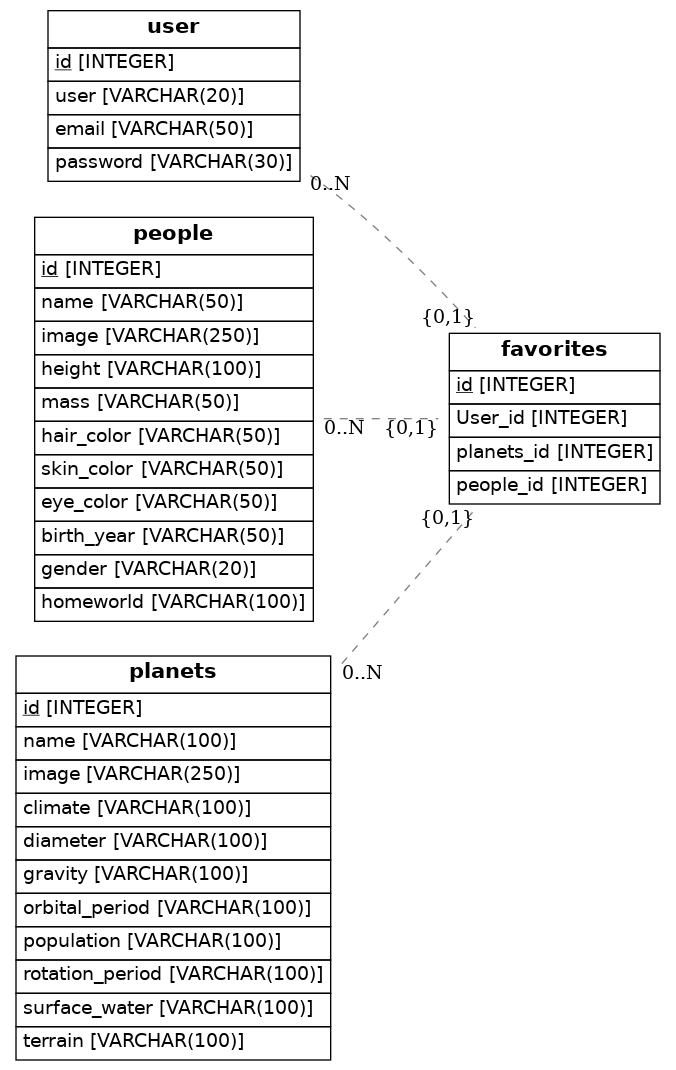 user
id [INTEGER]
user [VARCHAR(20)]
email [VARCHAR(50)]
password [VARCHAR(30)]
0..N
people
id [INTEGER]
name [VARCHAR(50)]
image [VARCHAR(250)]
height [VARCHAR(100)]
mass [VARCHAR(50)]
hair_color [VARCHAR(50)]
skin_color [VARCHAR(50)]
eye_color [VARCHAR(50)]
birth_year [VARCHAR(50)]
gender [VARCHAR(20)]
homeworld [VARCHAR(100)]
0..N
{0,1}
{0,1}
favorites
id [INTEGER]
User_id [INTEGER]
planets_id [INTEGER]
people_id [INTEGER]
{0,1}
0..N
planets
id [INTEGER]
name [VARCHAR(100)]
image [VARCHAR(250)]
climate [VARCHAR(100)]
diameter [VARCHAR(100)]
gravity [VARCHAR(100)]
orbital_period [VARCHAR(100)]
population [VARCHAR(100)]
rotation_period [VARCHAR(100)]
surface_water [VARCHAR(100)]
terrain [VARCHAR(100)]